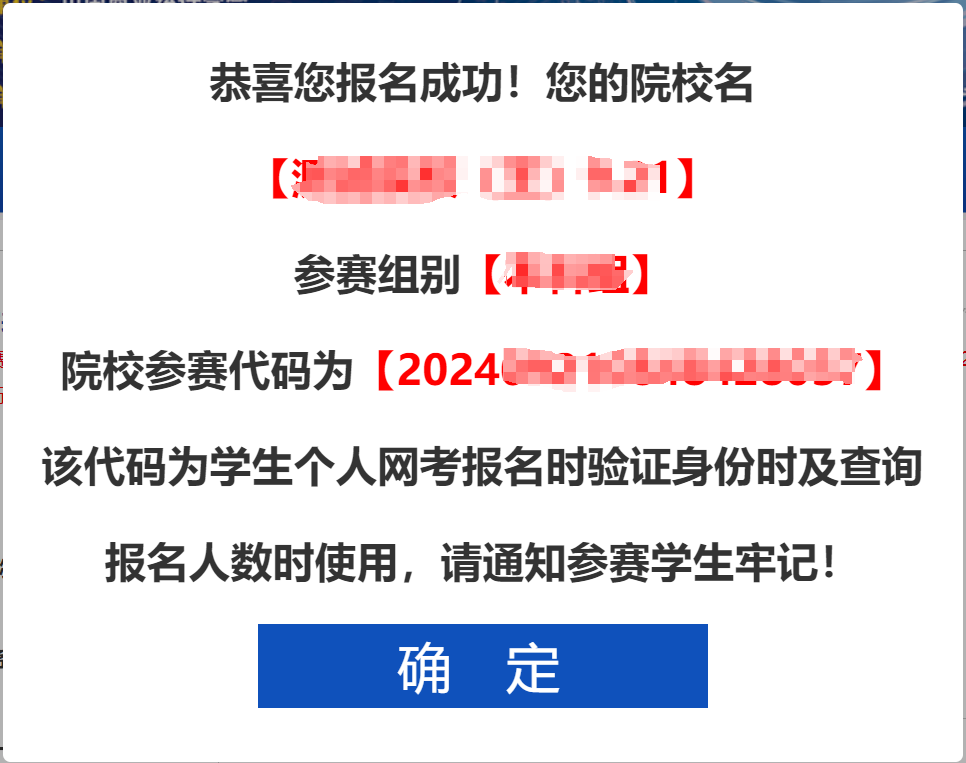 恭喜您报名成功！您的院校名
【 】
参赛组别【 】
院校参赛代码为【2024 】
该代码为学生个人网考报名时验证身份时及查询
报名人数时使用，请通知参赛学生牢记！
确 定